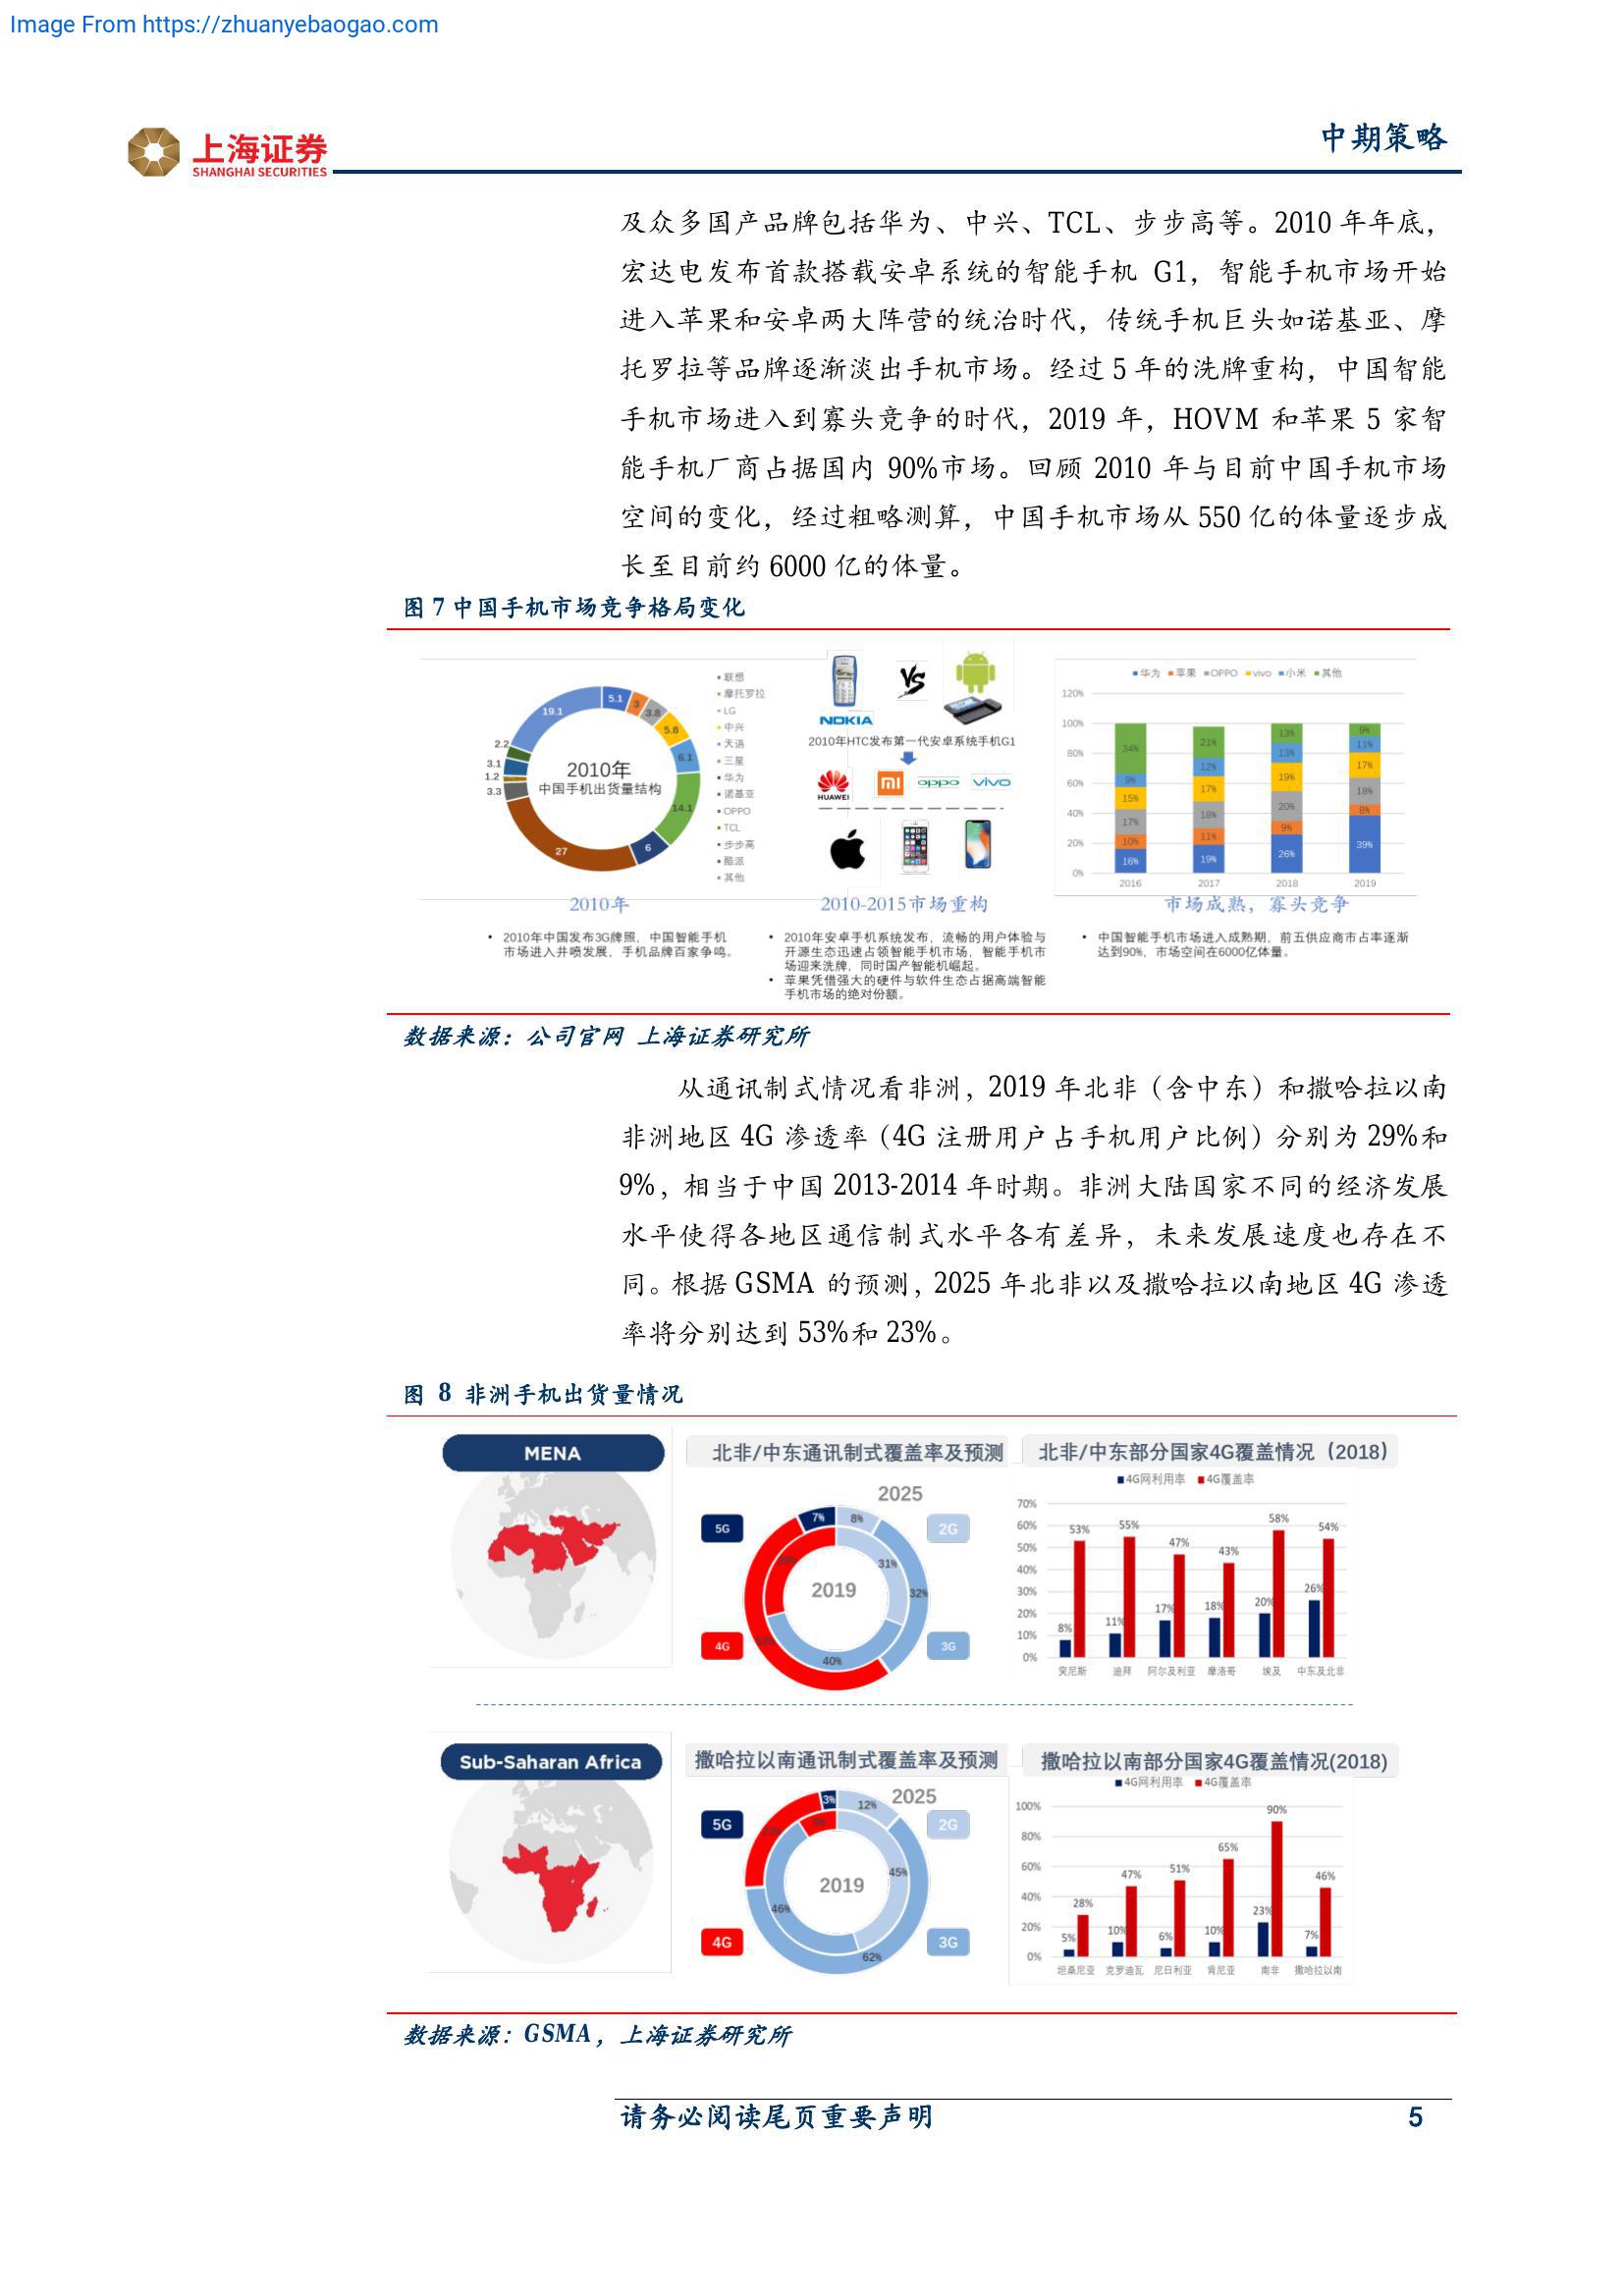 Image From https://zhuanyebaogao.com
上海证券
SHANGHAI SECURITIES
中期策略
及众多国产品牌包括华为、中兴、TCL、步步高等。2010 年年底，
宏达电发布首款搭载安卓系统的智能手机 G1，智能手机市场开始
进入苹果和安卓两大阵营的统治时代，传统手机巨头如诺基亚、摩
托罗拉等品牌逐渐淡出手机市场。经过 5 年的洗牌重构，中国智能
手机市场进入到寡头竞争的时代，2019 年，HOVM 和苹果 5 家智
能手机厂商占据国内 90%市场。回顾 2010 年与目前中国手机市场
空间的变化，经过粗略测算，中国手机市场从 550 亿的体量逐步成
长至目前约 6000 亿的体量。
图 7 中国手机市场竞争格局变化
5.1
3
3.8
5.8
6.1
14.1
6
27
3.3
1.2
3.1
2.2
19.1
2010年
中国手机出货量结构
联想
摩托罗拉
LG
中兴
天语
三星
华为
诺基亚
OPPO
TCL
步步高
酷派
其他
2010年
2010年中国发布3G牌照，中国智能手机
市场进入井喷发展，手机品牌百家争鸣。
VS
NOKIA
2010年HTC发布第一代安卓系统手机G1
HUAWEI
mi
oppo
vivo
2010-2015市场重构
2010年安卓手机系统发布，流畅的用户体验与
开源生态迅速占领智能手机市场，智能手机市
场迎来洗牌，同时国产智能机崛起。
苹果凭借强大的硬件与软件生态占据高端智能
手机市场的绝对份额。
华为 苹果 OPPO vivo 小米 其他
120%
100%
80%
60%
40%
20%
0%
34% 9% 15% 17% 10% 16%
21% 12% 17% 18% 11% 19%
13% 13% 19% 20% 9% 26%
9% 11% 17% 18% 8% 39%
2016 2017 2018 2019
市场成熟，寡头竞争
中国智能手机市场进入成熟期，前五供应商市占率逐渐
达到90%，市场空间在6000亿体量。
数据来源：公司官网 上海证券研究所
从通讯制式情况看非洲，2019 年北非（含中东）和撒哈拉以南
非洲地区 4G 渗透率（4G 注册用户占手机用户比例）分别为 29%和
9%，相当于中国 2013-2014 年时期。非洲大陆国家不同的经济发展
水平使得各地区通信制式水平各有差异，未来发展速度也存在不
同。根据 GSMA 的预测，2025 年北非以及撒哈拉以南地区 4G 渗透
率将分别达到 53%和 23%。
图 8 非洲手机出货量情况
MENA
北非/中东通讯制式覆盖率及预测
2025
2019
5G
2G
4G
3G
7%
8%
31%
32%
40%
北非/中东部分国家4G覆盖情况（2018）
4G网利用率 4G覆盖率
70%
60%
50%
40%
30%
20%
10%
0%
8% 53%
11% 55%
17% 47%
18% 43%
20% 58%
26% 54%
突尼斯 迪拜 阿尔及利亚 摩洛哥 埃及 中东及北非
Sub-Saharan Africa
撒哈拉以南通讯制式覆盖率及预测
2025
2019
5G
2G
4G
3G
3%
12%
45%
46%
62%
撒哈拉以南部分国家4G覆盖情况(2018)
4G网利用率 4G覆盖率
100%
80%
60%
40%
20%
0%
5% 28%
10% 47%
6% 51%
10% 65%
23% 90%
7% 46%
坦桑尼亚 克罗迪瓦 尼日利亚 肯尼亚 南非 撒哈拉以南
数据来源：GSMA，上海证券研究所
请务必阅读尾页重要声明
5